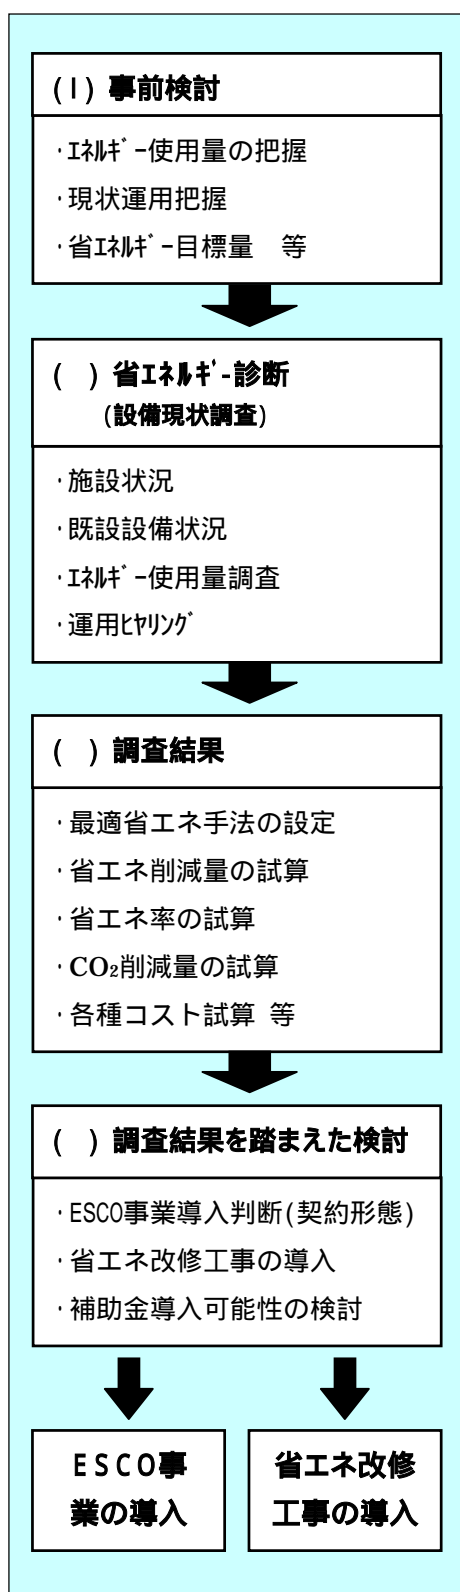 (I) 事前検討
・ｴﾈﾙｷﾞｰ使用量の把握
・現状運用把握
・省ｴﾈﾙｷﾞｰ目標量　等
(　) 省ｴﾈﾙｷﾞ-診断
(設備現状調査)
・施設状況
・既設設備状況
・ｴﾈﾙｷﾞｰ使用量調査
・運用ﾋﾔﾘﾝｸﾞ
(　) 調査結果
・最適省エネ手法の設定
・省エネ削減量の試算
・省エネ率の試算
・CO₂削減量の試算
・各種コスト試算 等
(　) 調査結果を踏まえた検討
・ESCO事業導入判断(契約形態)
・省エネ改修工事の導入
・補助金導入可能性の検討
ＥＳＣＯ事
業の導入
省エネ改修
工事の導入